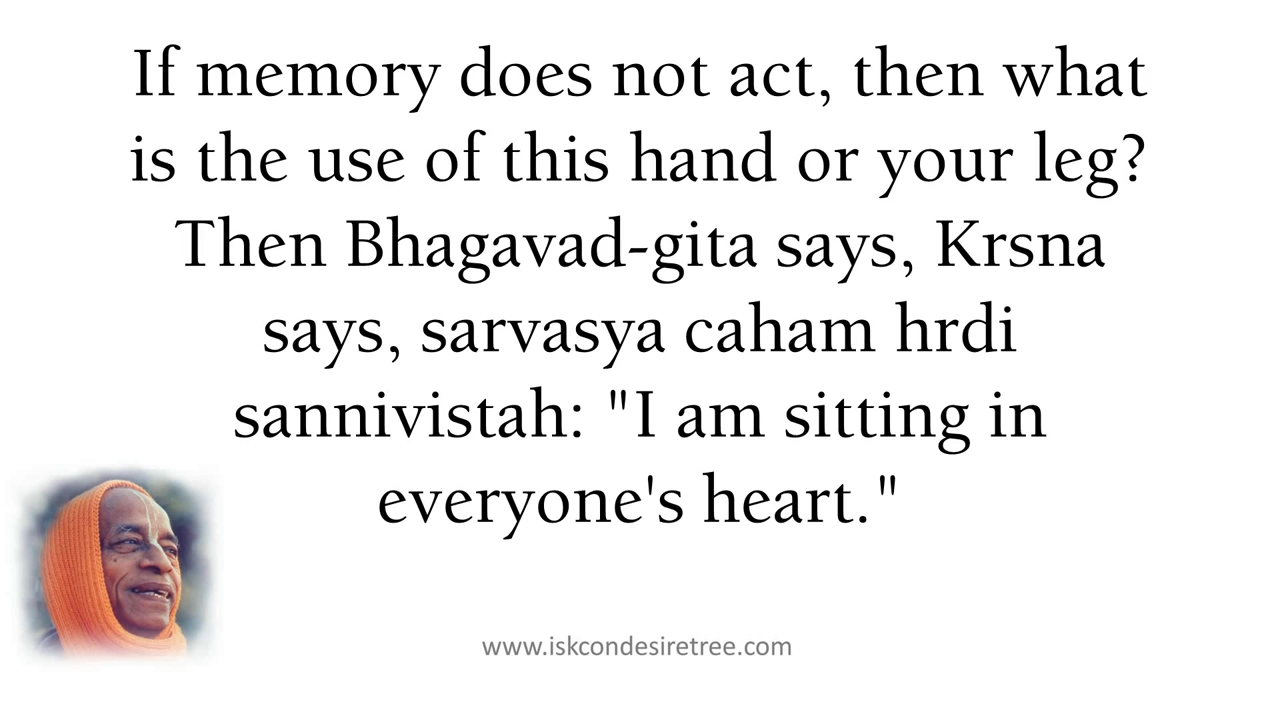 If memory does not act, then what
is the use of this hand or your leg?
Then Bhagavad-gita says, Krsna
says, sarvasya caham hrdi
sannivistah: "I am sitting in
everyone's heart."
www.iskcondesiretree.com